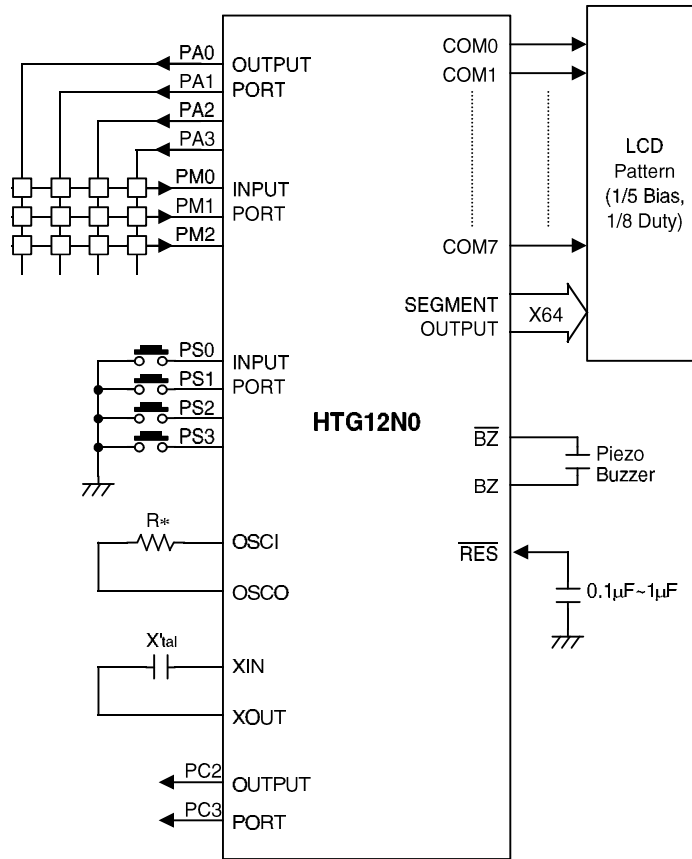 PA0
OUTPUT
PA1
PORT
PA2
PA3
PM0
INPUT
PM1
PORT
PM2
PS0
INPUT
PS1
PORT
PS2
PS3
HTG12N0
R*
OSCI
OSCO
X'tal
XIN
XOUT
PC2
OUTPUT
PC3
PORT
COM0
COM1
COM7
SEGMENT
OUTPUT
X64
LCD
Pattern
(1/5 Bias,
1/8 Duty)
BZ
BZ
Piezo
Buzzer
RES
0.1µF~1µF